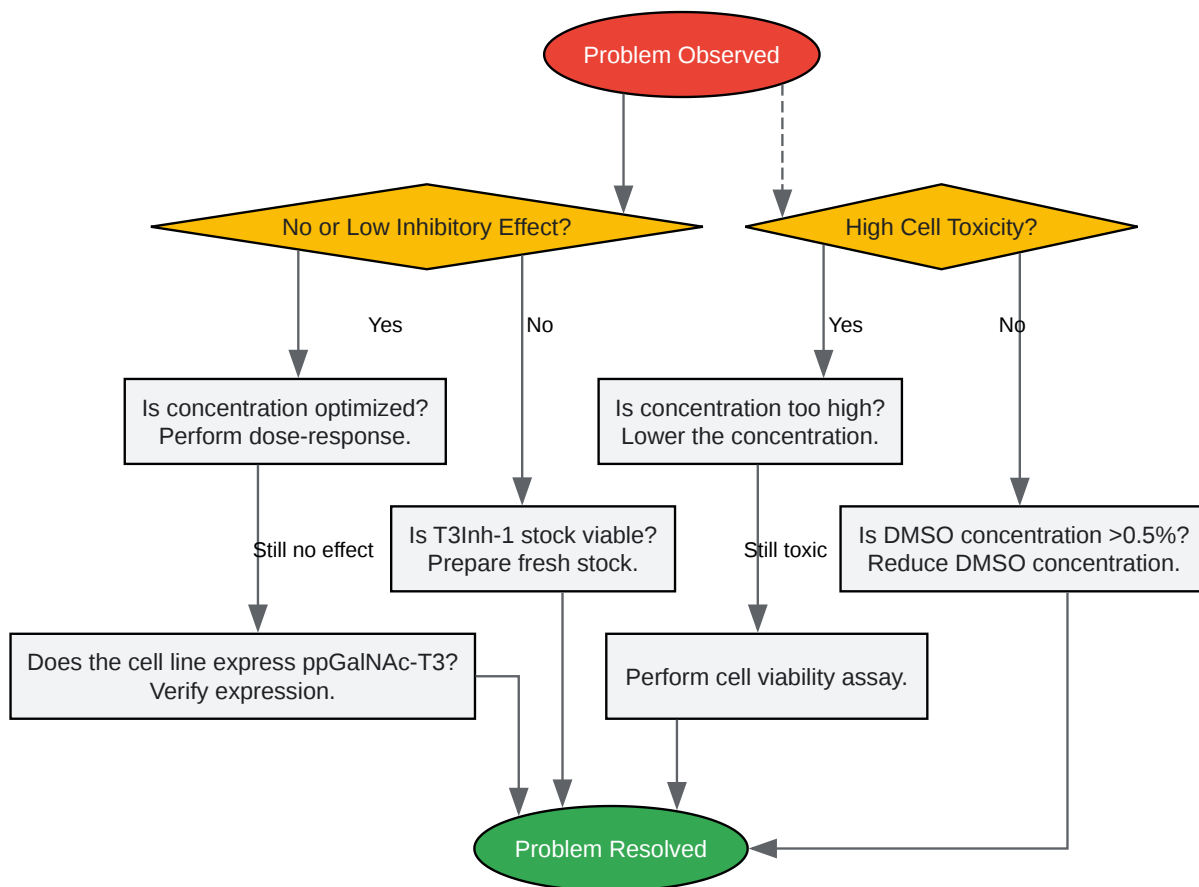 Problem Observed
No or Low Inhibitory Effect?
High Cell Toxicity?
Yes
No
Yes
No
Is concentration optimized?
Perform dose-response.
Is concentration too high?
Lower the concentration.
Still no effect
Is T3Inh-1 stock viable?
Prepare fresh stock.
Still toxic
Is DMSO concentration >0.5%?
Reduce DMSO concentration.
Does the cell line express ppGalNAc-T3?
Verify expression.
Perform cell viability assay.
Problem Resolved